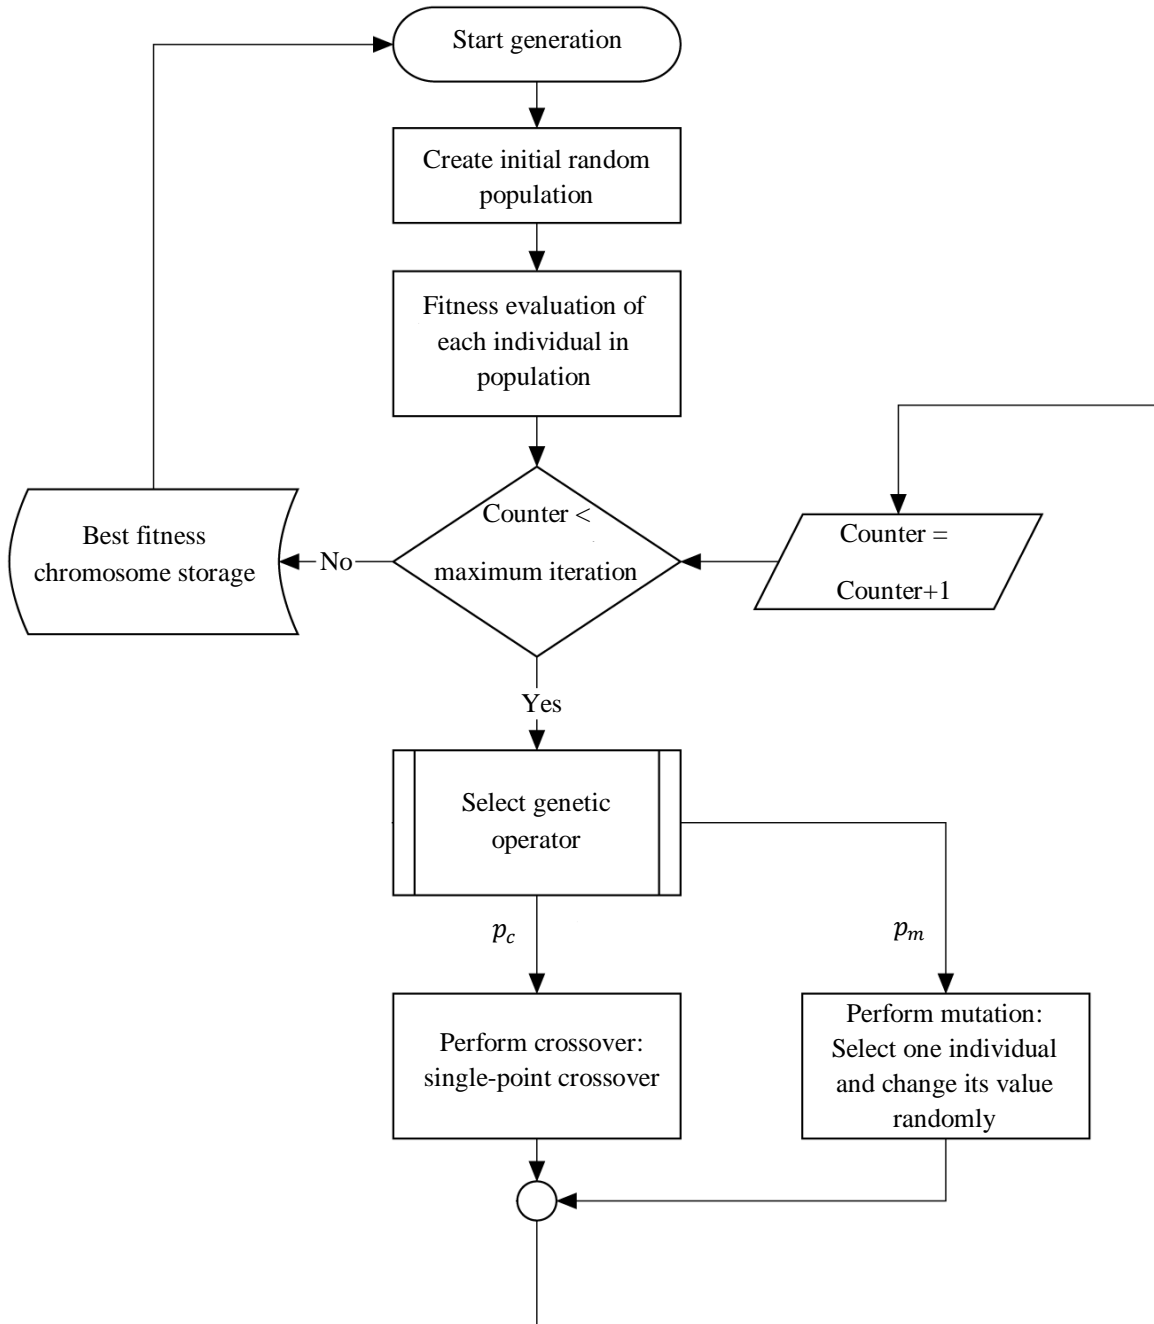 Start generation
Create initial random
population
Fitness evaluation of
each individual in
population
Counter <
maximum iteration
No
Best fitness
chromosome storage
Counter =
Counter+1
Yes
Select genetic
operator
p_c
p_m
Perform crossover:
single-point crossover
Perform mutation:
Select one individual
and change its value
randomly